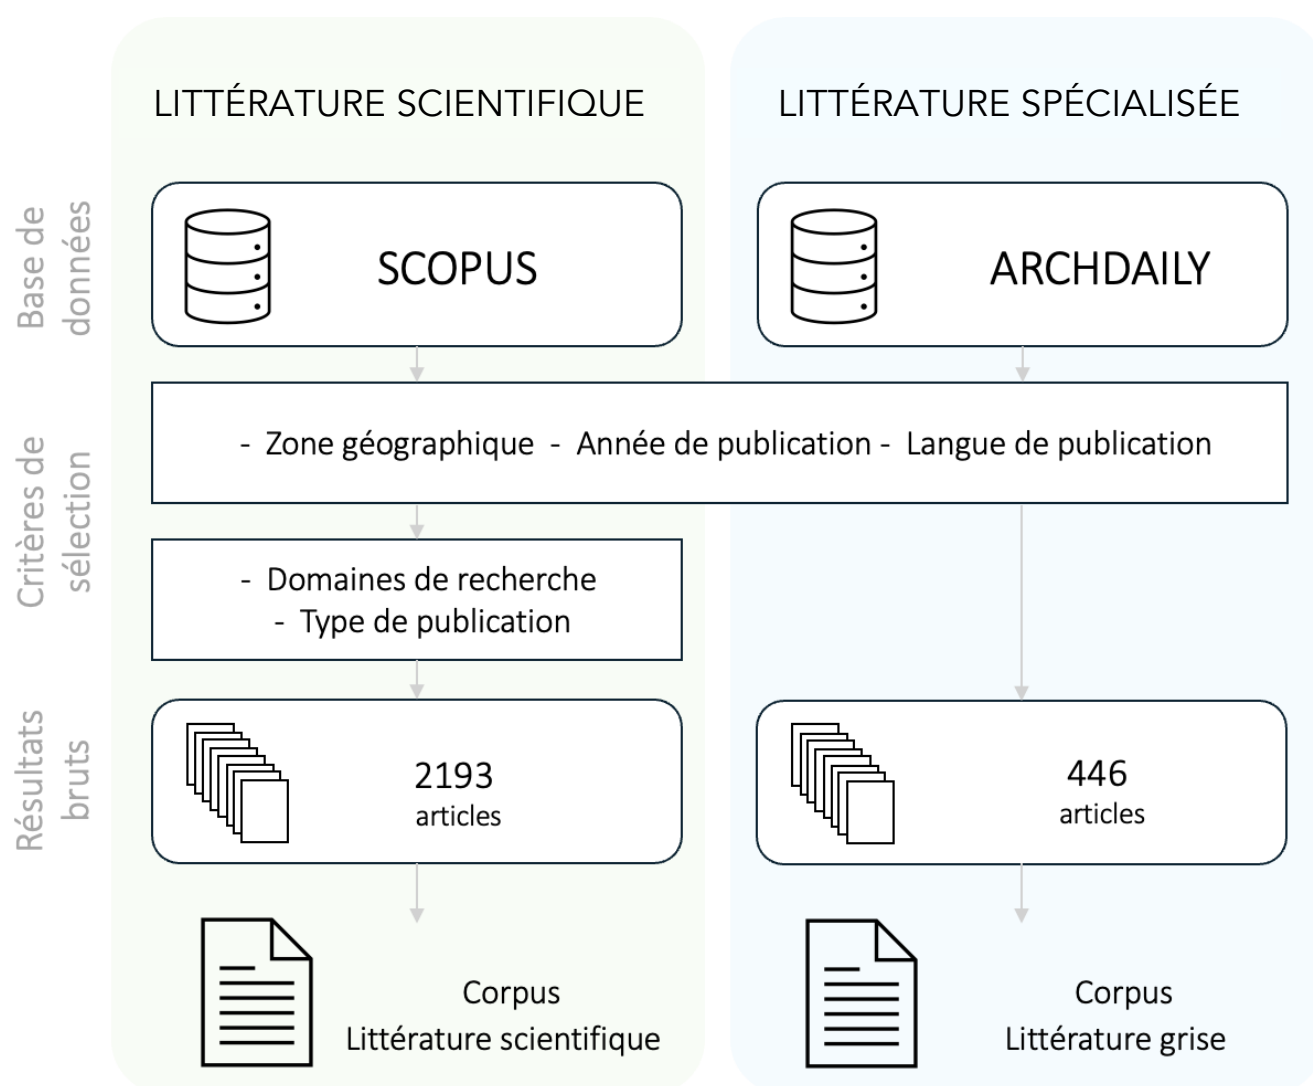 LITTÉRATURE SCIENTIFIQUE
LITTÉRATURE SPÉCIALISÉE
Base de
données
SCOPUS
ARCHDAILY
Critères de
sélection
- Zone géographique - Année de publication - Langue de publication
- Domaines de recherche
- Type de publication
Résultats
bruts
2193
articles
446
articles
Corpus
Littérature scientifique
Corpus
Littérature grise